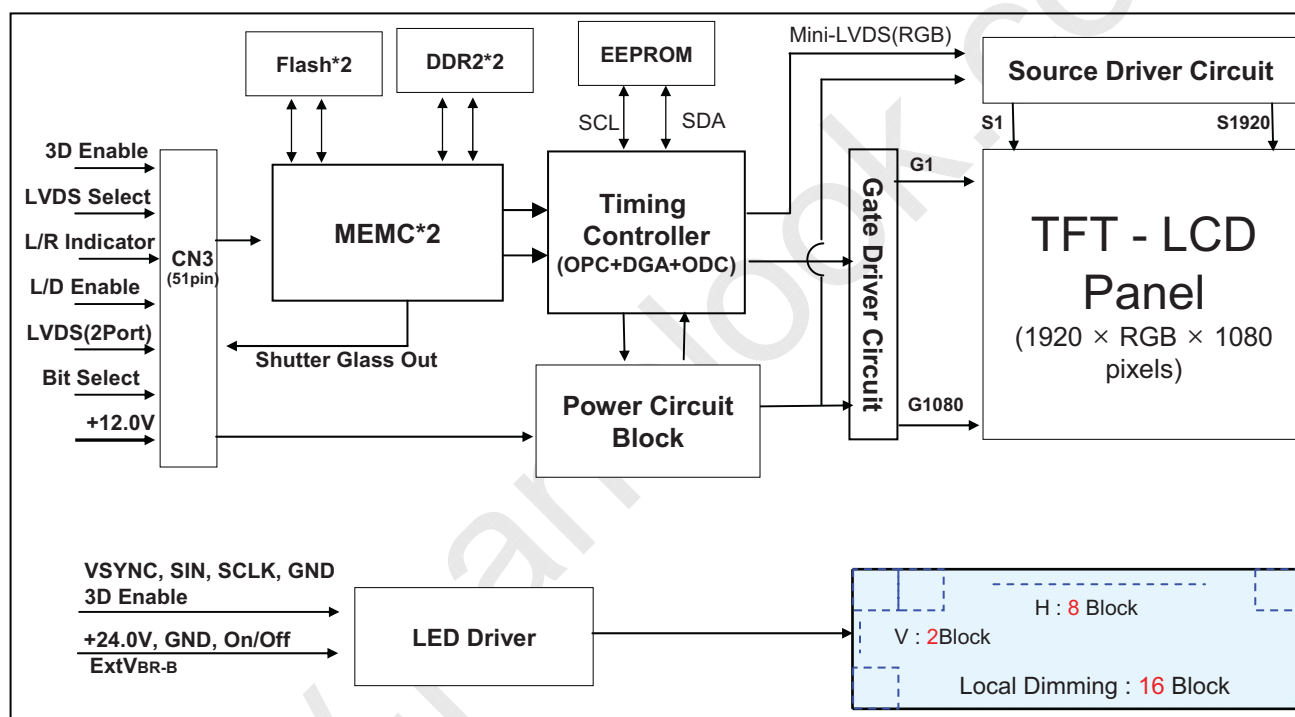 Mini-LVDS(RGB)
Flash*2
DDR2*2
EEPROM
Source Driver Circuit
SCL
SDA
S1
S1920
3D Enable
LVDS Select
L/R Indicator
L/D Enable
LVDS(2Port)
Bit Select
+12.0V
CN3
(51pin)
MEMC*2
Shutter Glass Out
Timing
Controller
(OPC+DGA+ODC)
Power Circuit
Block
Gate Driver Circuit
G1
G1080
TFT - LCD
Panel
(1920 × RGB × 1080
pixels)
VSYNC, SIN, SCLK, GND
3D Enable
+24.0V, GND, On/Off
ExtVBR-B
LED Driver
H : 8 Block
V : 2Block
Local Dimming : 16 Block